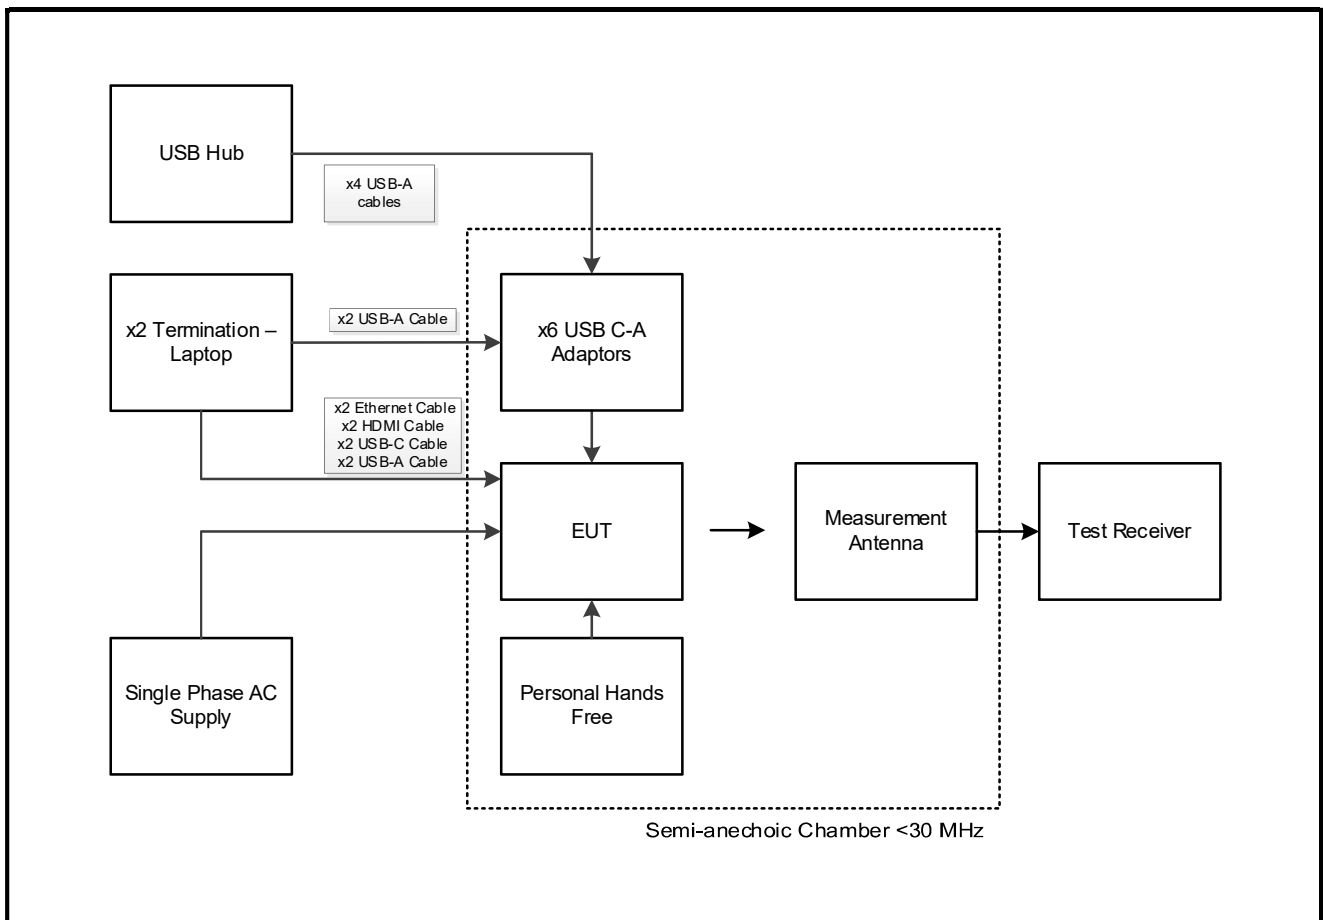 USB Hub
x4 USB-A
cables
x2 Termination –
Laptop
x2 USB-A Cable
x6 USB C-A
Adaptors
x2 Ethernet Cable
x2 HDMI Cable
x2 USB-C Cable
x2 USB-A Cable
EUT
Measurement
Antenna
Test Receiver
Single Phase AC
Supply
Personal Hands
Free
Semi-anechoic Chamber <30 MHz